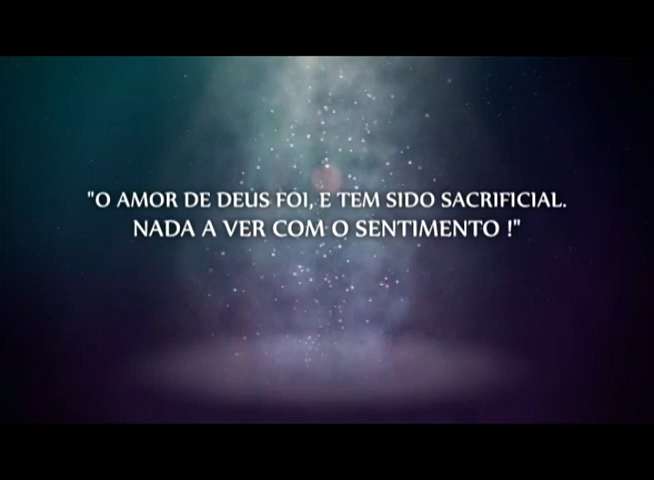 "O AMOR DE DEUS FOI, E TEM SIDO SACRIFICIAL.
NADA A VER COM O SENTIMENTO !"